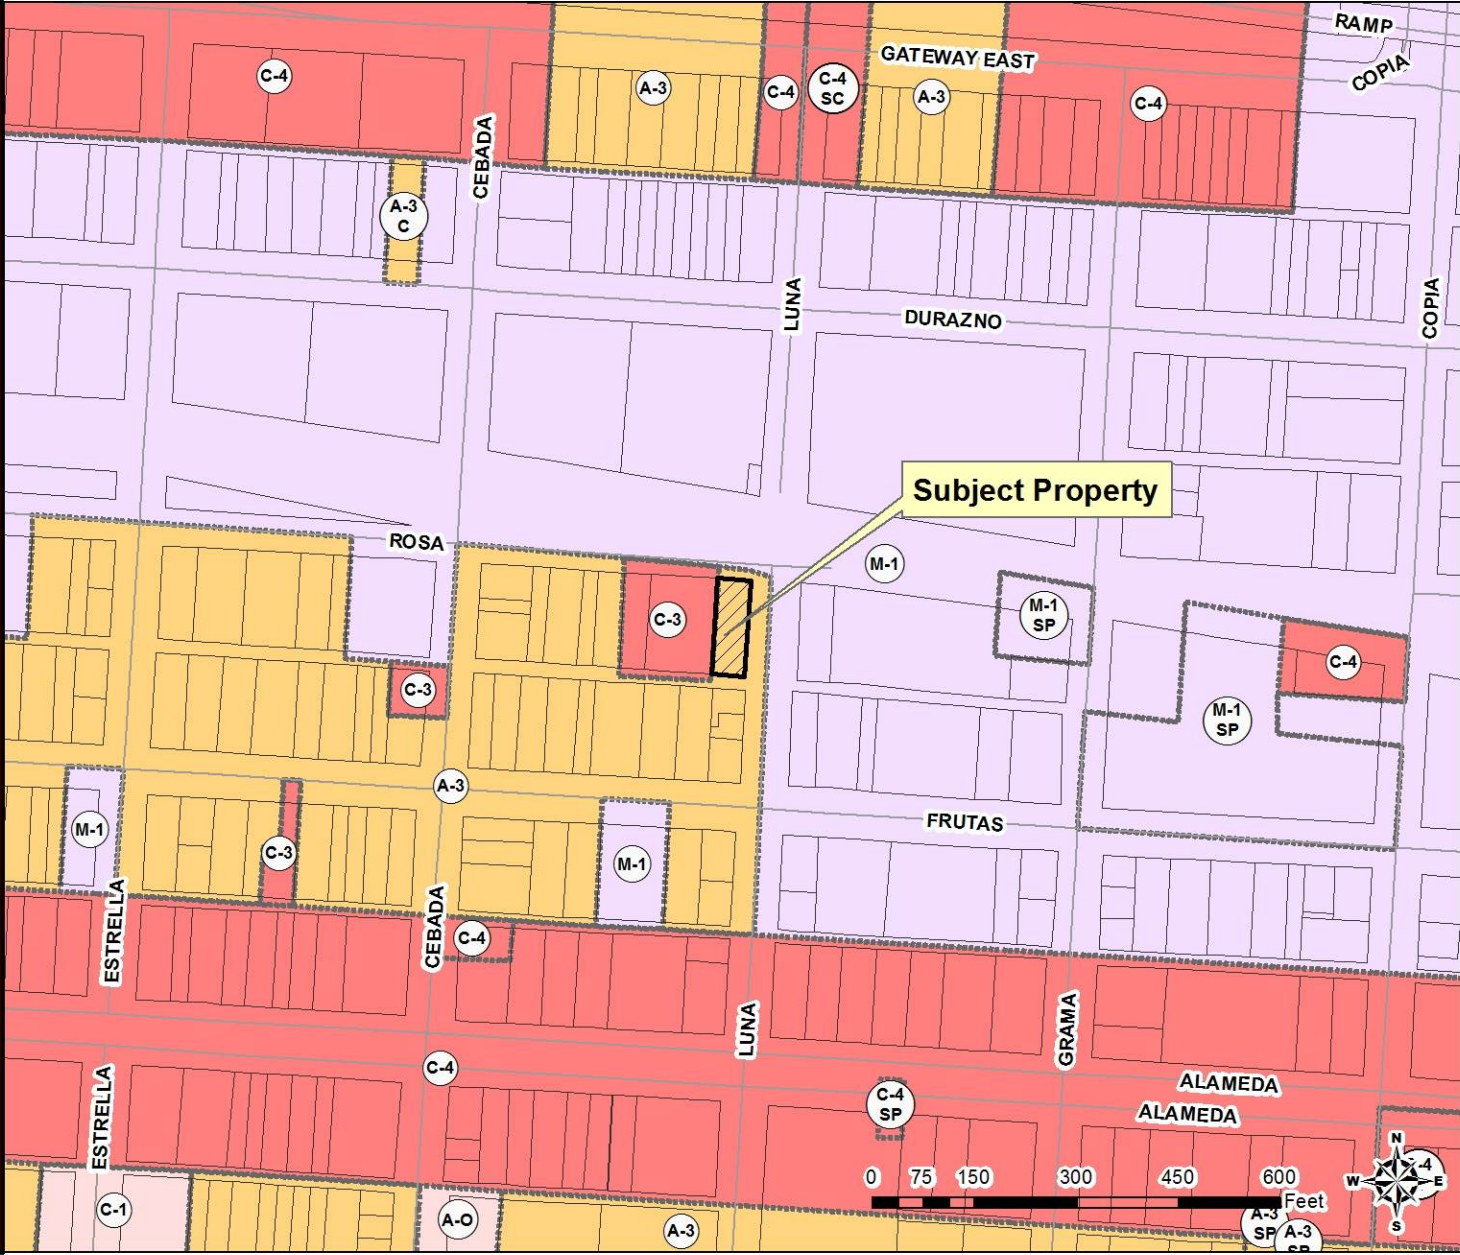 RAMP
GATEWAY EAST
COPIA
C-4
A-3
C-4
C-4
SC
A-3
C-4
CEBADA
A-3
C
LUNA
DURAZNO
COPIA
Subject Property
ROSA
M-1
C-3
M-1
SP
C-4
C-3
M-1
SP
A-3
M-1
C-3
M-1
FRUTAS
ESTRELLA
CEBADA
C-4
LUNA
GRAMA
C-4
ESTRELLA
C-4
SP
ALAMEDA
ALAMEDA
N
W
E
S
-4
0 75 150 300 450 600
Feet
C-1
A-O
A-3
A-3
SP
A-3
SP